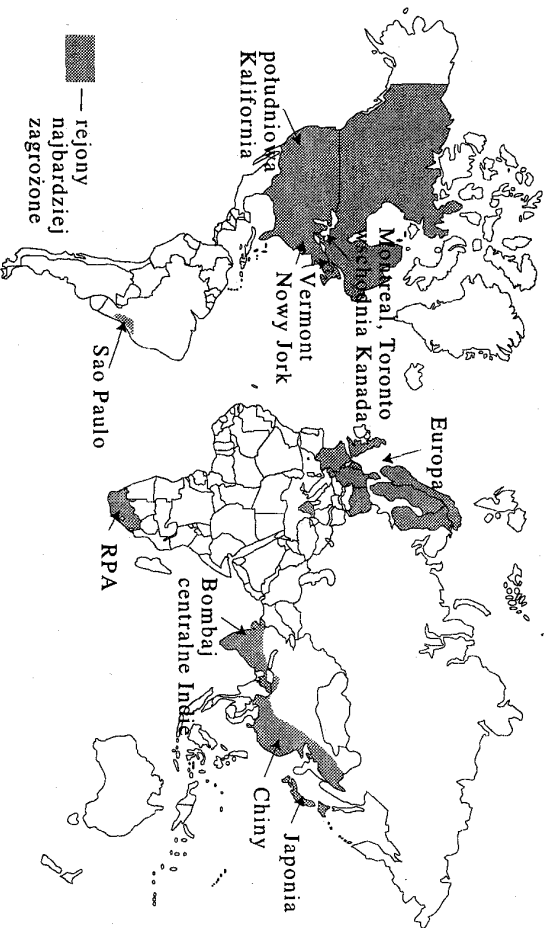 Montreal, Toronto
wschodnia Kanada
Europa
południowa
Kalifornia
Vermont
Nowy Jork
Japonia
Chiny
Bombaj
centralne Indie
Sao Paulo
RPA
— rejony
najbardziej
zagrożone